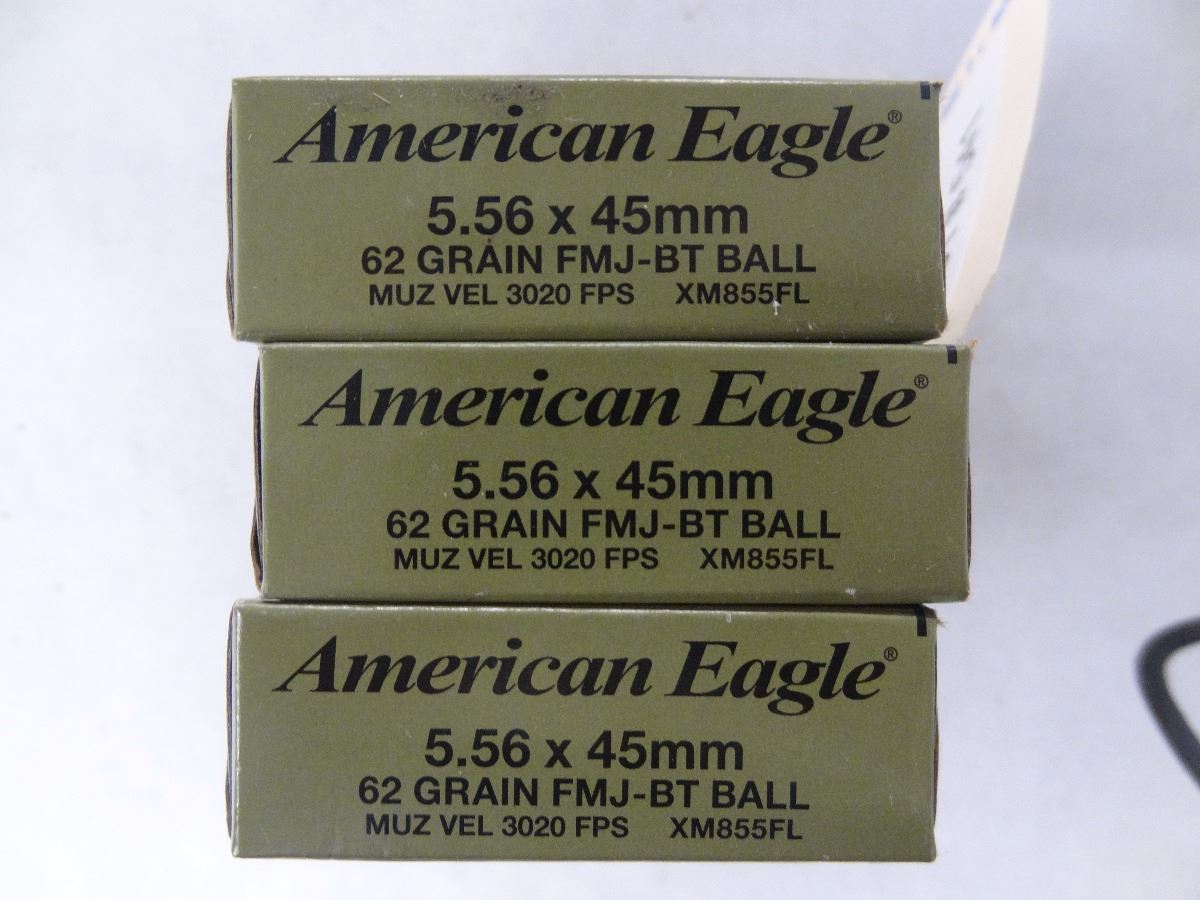 American Eagle®
5.56 x 45mm
62 GRAIN FMJ-BT BALL
MUZ VEL 3020 FPS XM855FL
American Eagle®
5.56 x 45mm
62 GRAIN FMJ-BT BALL
MUZ VEL 3020 FPS XM855FL
American Eagle®
5.56 x 45mm
62 GRAIN FMJ-BT BALL
MUZ VEL 3020 FPS XM855FL